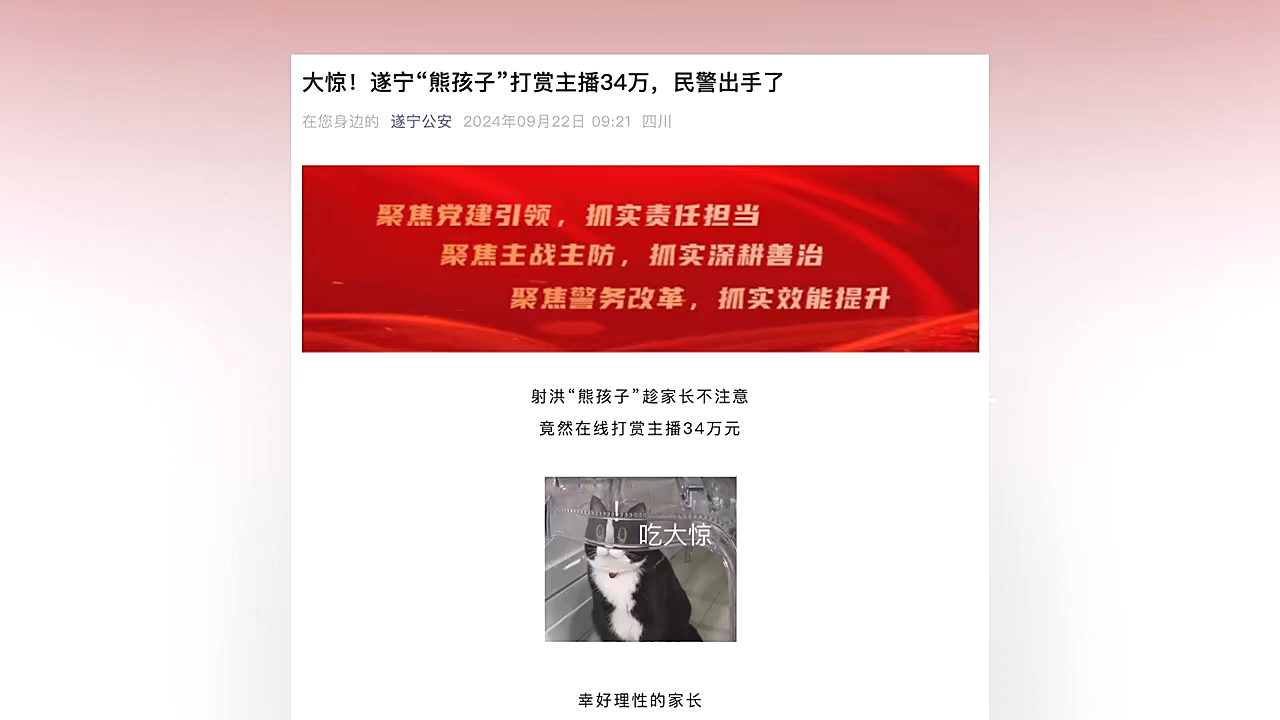 大惊！遂宁“熊孩子”打赏主播34万，民警出手了
在您身边的 遂宁公安 2024年09月22日 09:21 四川
聚焦党建引领，抓实责任担当
聚焦主战主防，抓实深耕善治
聚焦警务改革，抓实效能提升
射洪“熊孩子”趁家长不注意
竟然在线打赏主播34万元
吃大惊
幸好理性的家长